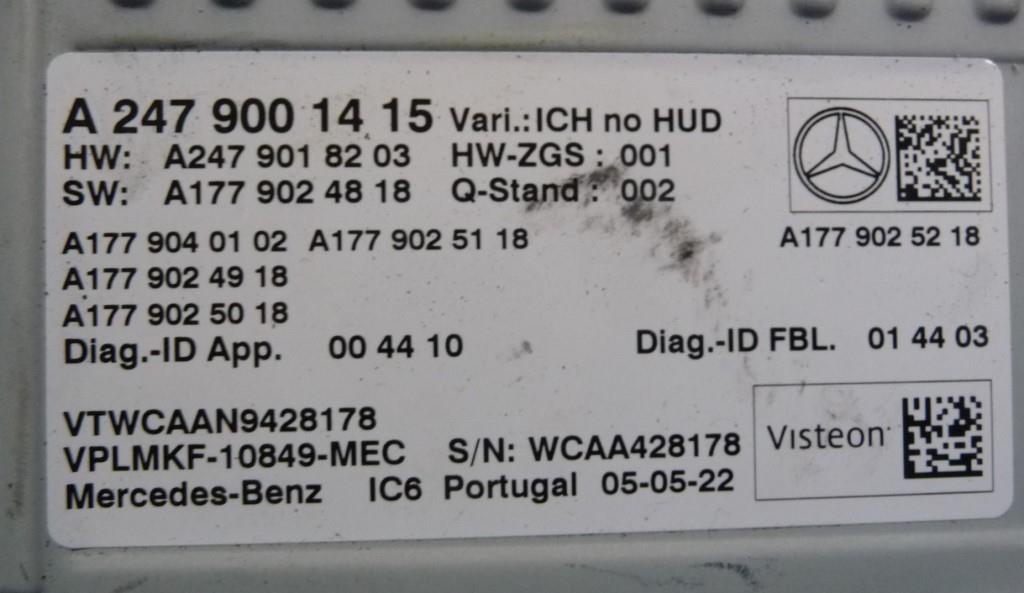 A 247 900 14 15 Vari.: ICH no HUD
HW: A247 901 82 03 HW-ZGS : 001
SW: A177 902 48 18 Q-Stand : 002
A177 904 01 02 A177 902 51 18 A177 902 52 18
A177 902 49 18
A177 902 50 18
Diag.-ID App. 00 44 10 Diag.-ID FBL. 01 44 03
VTWCAAN9428178
VPLMKF-10849-MEC S/N: WCAA428178 Visteon
Mercedes-Benz IC6 Portugal 05-05-22